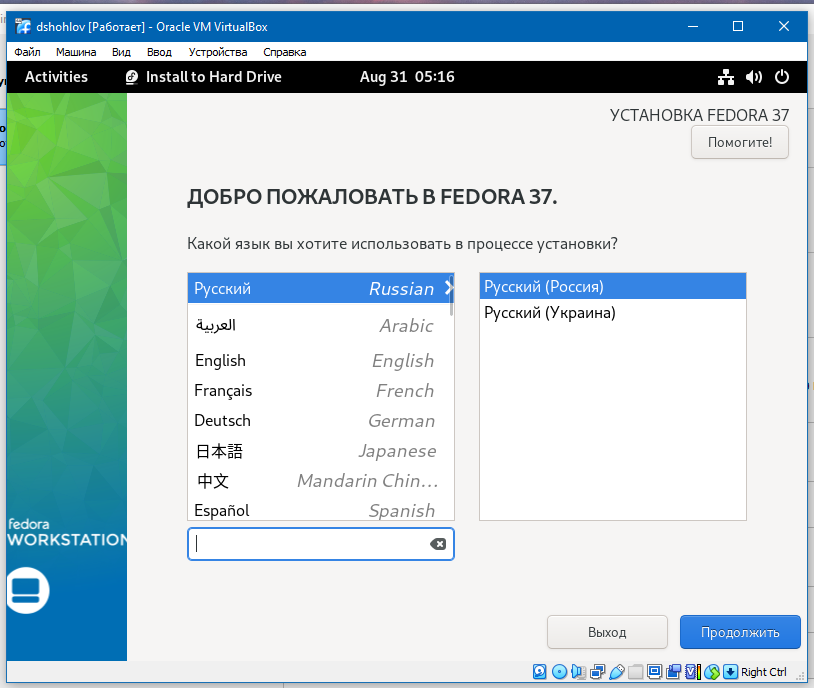 dshohlov [Работает] - Oracle VM VirtualBox
Файл Машина Вид Ввод Устройства Справка
Activities Install to Hard Drive Aug 31 05:16
УСТАНОВКА FEDORA 37
Помогите!
ДОБРО ПОЖАЛОВАТЬ В FEDORA 37.
Какой язык вы хотите использовать в процессе установки?
Русский Russian
العربية Arabic
English English
Français French
Deutsch German
日本語 Japanese
中文 Mandarin Chin...
Español Spanish
Русский (Россия)
Русский (Украина)
fedora
WORKSTATION
Выход Продолжить
Right Ctrl